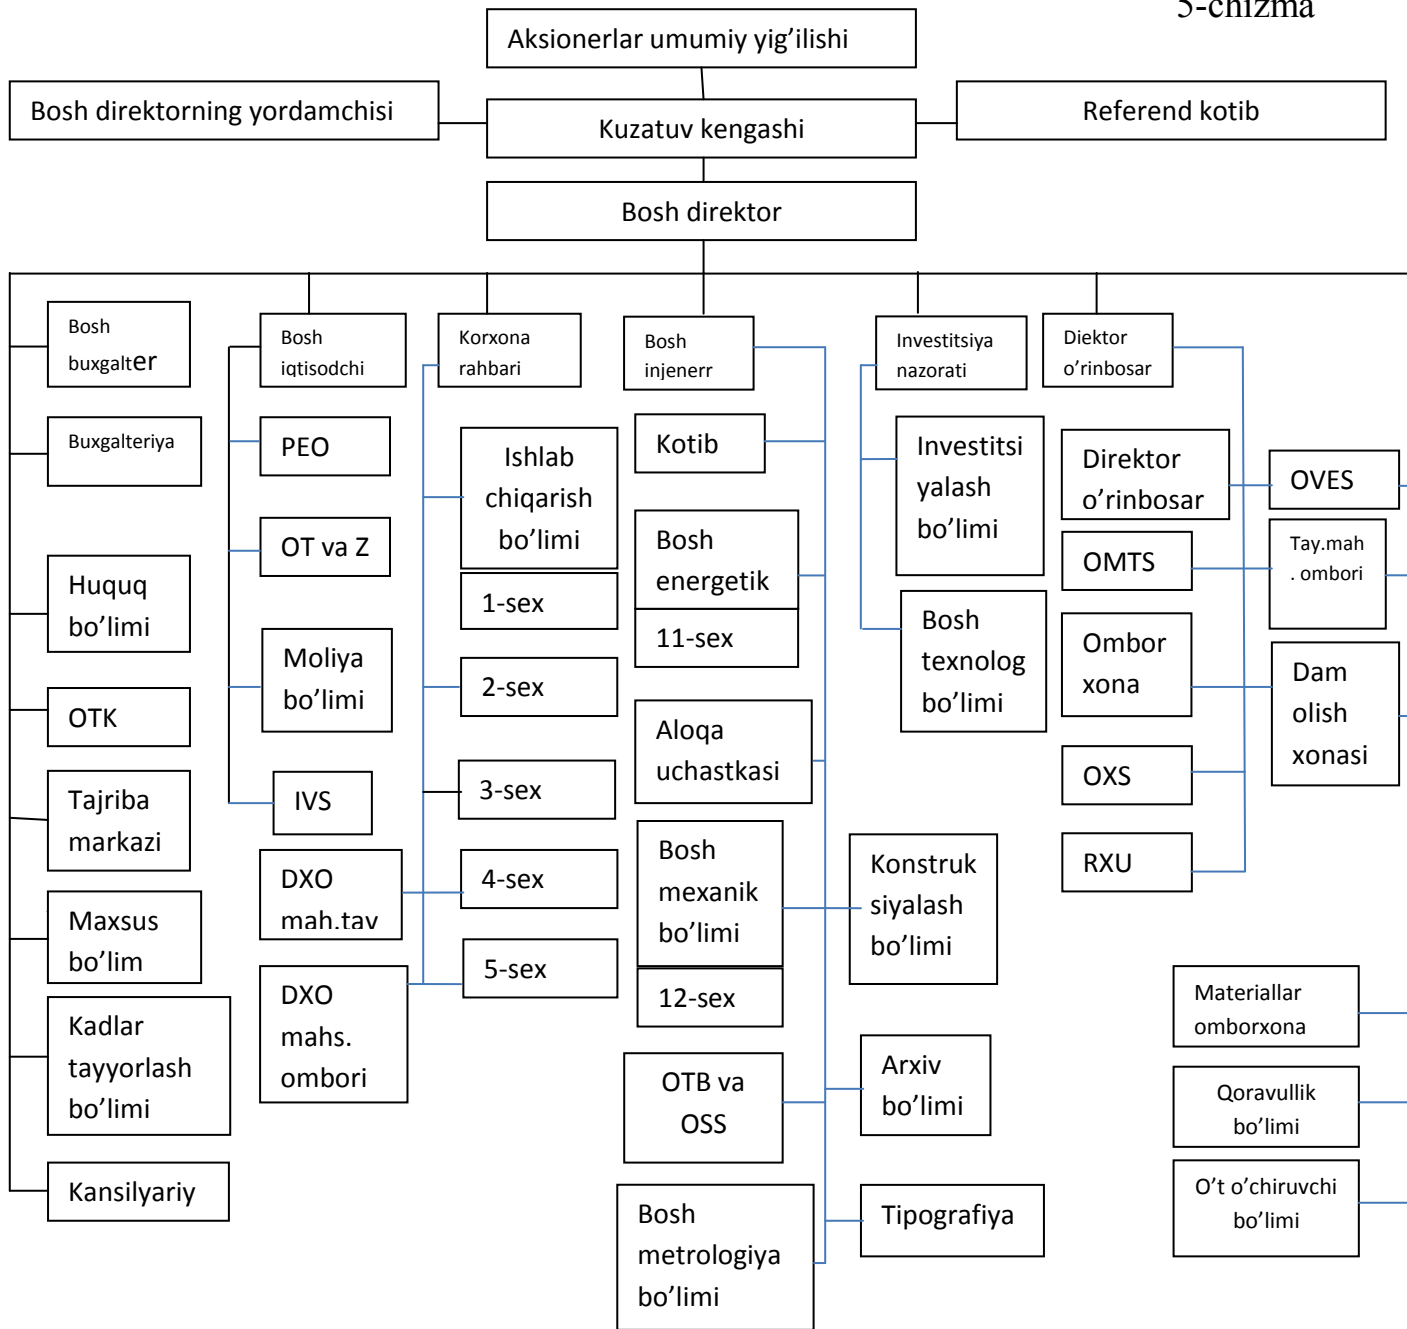 5-chizma
Aksionerlar umumiy yig’ilishi
Bosh direktorning yordamchisi
Kuzatuv kengashi
Referend kotib
Bosh direktor
Bosh
buxgalter
Buxgalteriya
Huquq
bo’limi
OTK
Tajriba
markazi
Maxsus
bo’lim
Kadlar
tayyorlash
bo’limi
Kansilyariy
Bosh
iqtisodchi
PEO
OT va Z
Moliya
bo’limi
IVS
DXO
mah.tay
DXO
mahs.
ombori
Korxona
rahbari
Ishlab
chiqarish
bo’limi
1-sex
2-sex
3-sex
4-sex
5-sex
Bosh
injenerr
Kotib
Bosh
energetik
11-sex
Aloqa
uchastkasi
Bosh
mexanik
bo’limi
12-sex
OTB va
OSS
Bosh
metrologiya
bo’limi
Konstruk
siyalash
bo’limi
Arxiv
bo’limi
Tipografiya
Investitsiya
nazorati
Investitsi
yalash
bo’limi
Bosh
texnolog
bo’limi
Diektor
o’rinbosar
Direktor
o’rinbosar
OMTS
Ombor
xona
OXS
RXU
OVES
Tay.mah
. ombori
Dam
olish
xonasi
Materiallar
omborxona
Qoravullik
bo’limi
O’t o’chiruvchi
bo’limi